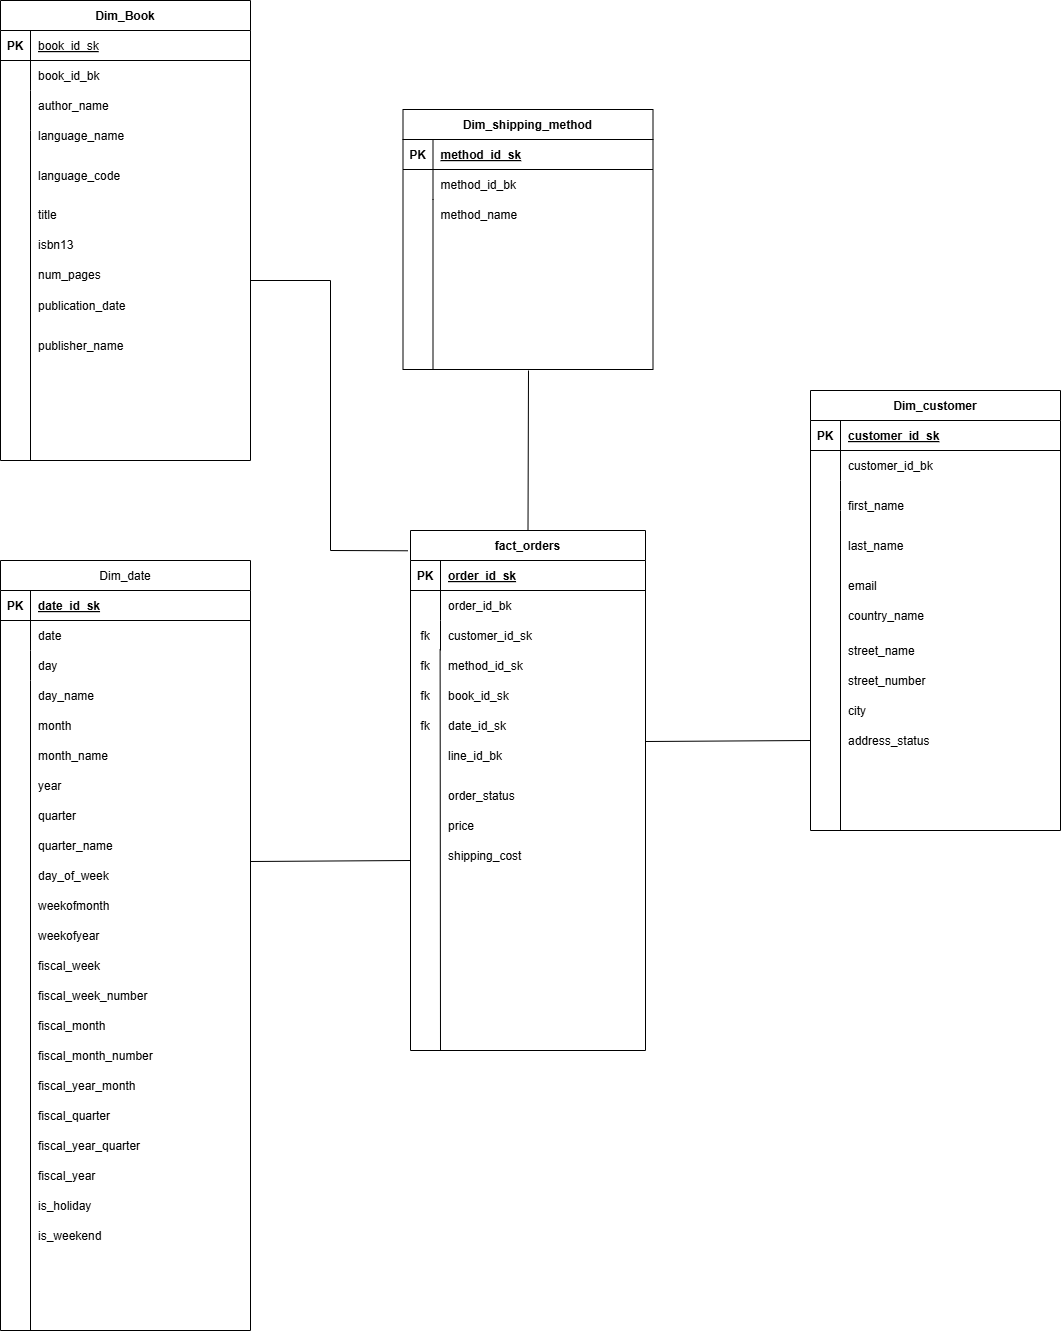 Dim_Book
PK book_id_sk
book_id_bk
author_name
language_name
language_code
title
isbn13
num_pages
publication_date
publisher_name
Dim_shipping_method
PK method_id_sk
method_id_bk
method_name
Dim_customer
PK customer_id_sk
customer_id_bk
first_name
last_name
email
country_name
street_name
street_number
city
address_status
fact_orders
PK order_id_sk
order_id_bk
fk customer_id_sk
fk method_id_sk
fk book_id_sk
fk date_id_sk
line_id_bk
order_status
price
shipping_cost
Dim_date
PK date_id_sk
date
day
day_name
month
month_name
year
quarter
quarter_name
day_of_week
weekofmonth
weekofyear
fiscal_week
fiscal_week_number
fiscal_month
fiscal_month_number
fiscal_year_month
fiscal_quarter
fiscal_year_quarter
fiscal_year
is_holiday
is_weekend